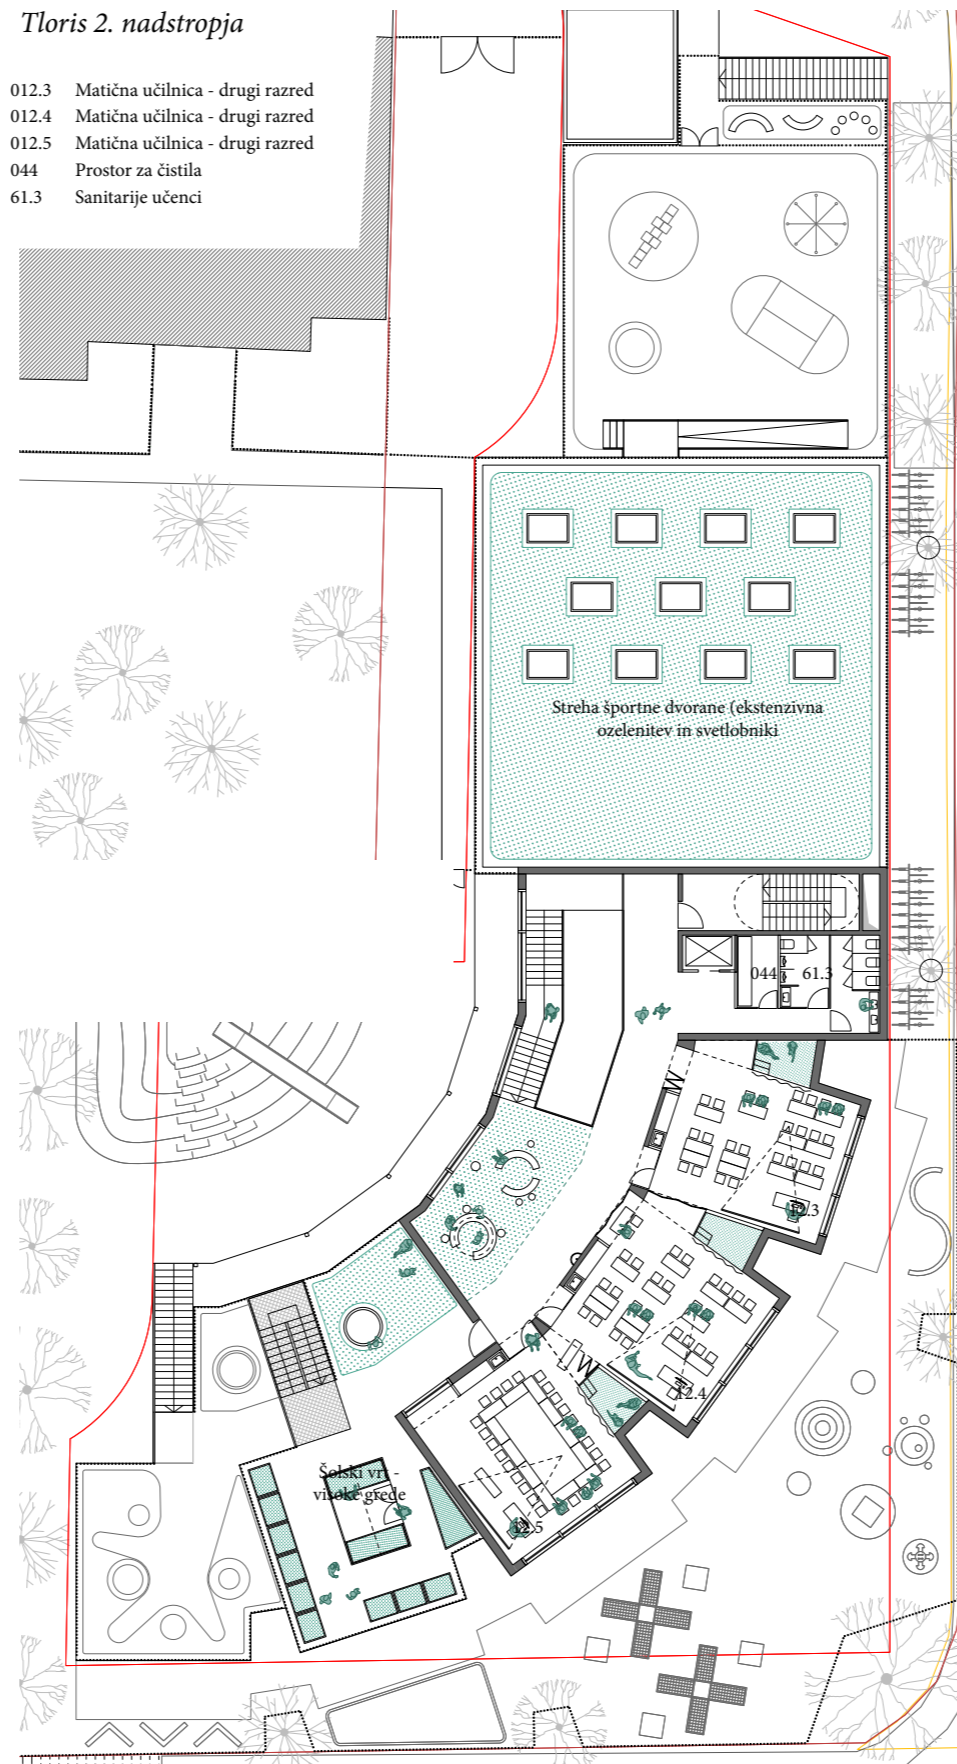 Tloris 2. nadstropja
012.3 Matična učilnica - drugi razred
012.4 Matična učilnica - drugi razred
012.5 Matična učilnica - drugi razred
044 Prostor za čistila
61.3 Sanitarije učenci
Streha športne dvorane (ekstenzivna
ozelenitev in svetlobniki
044 61.3
12.3
12.4
Šolski vrt -
visoke grede
12.5